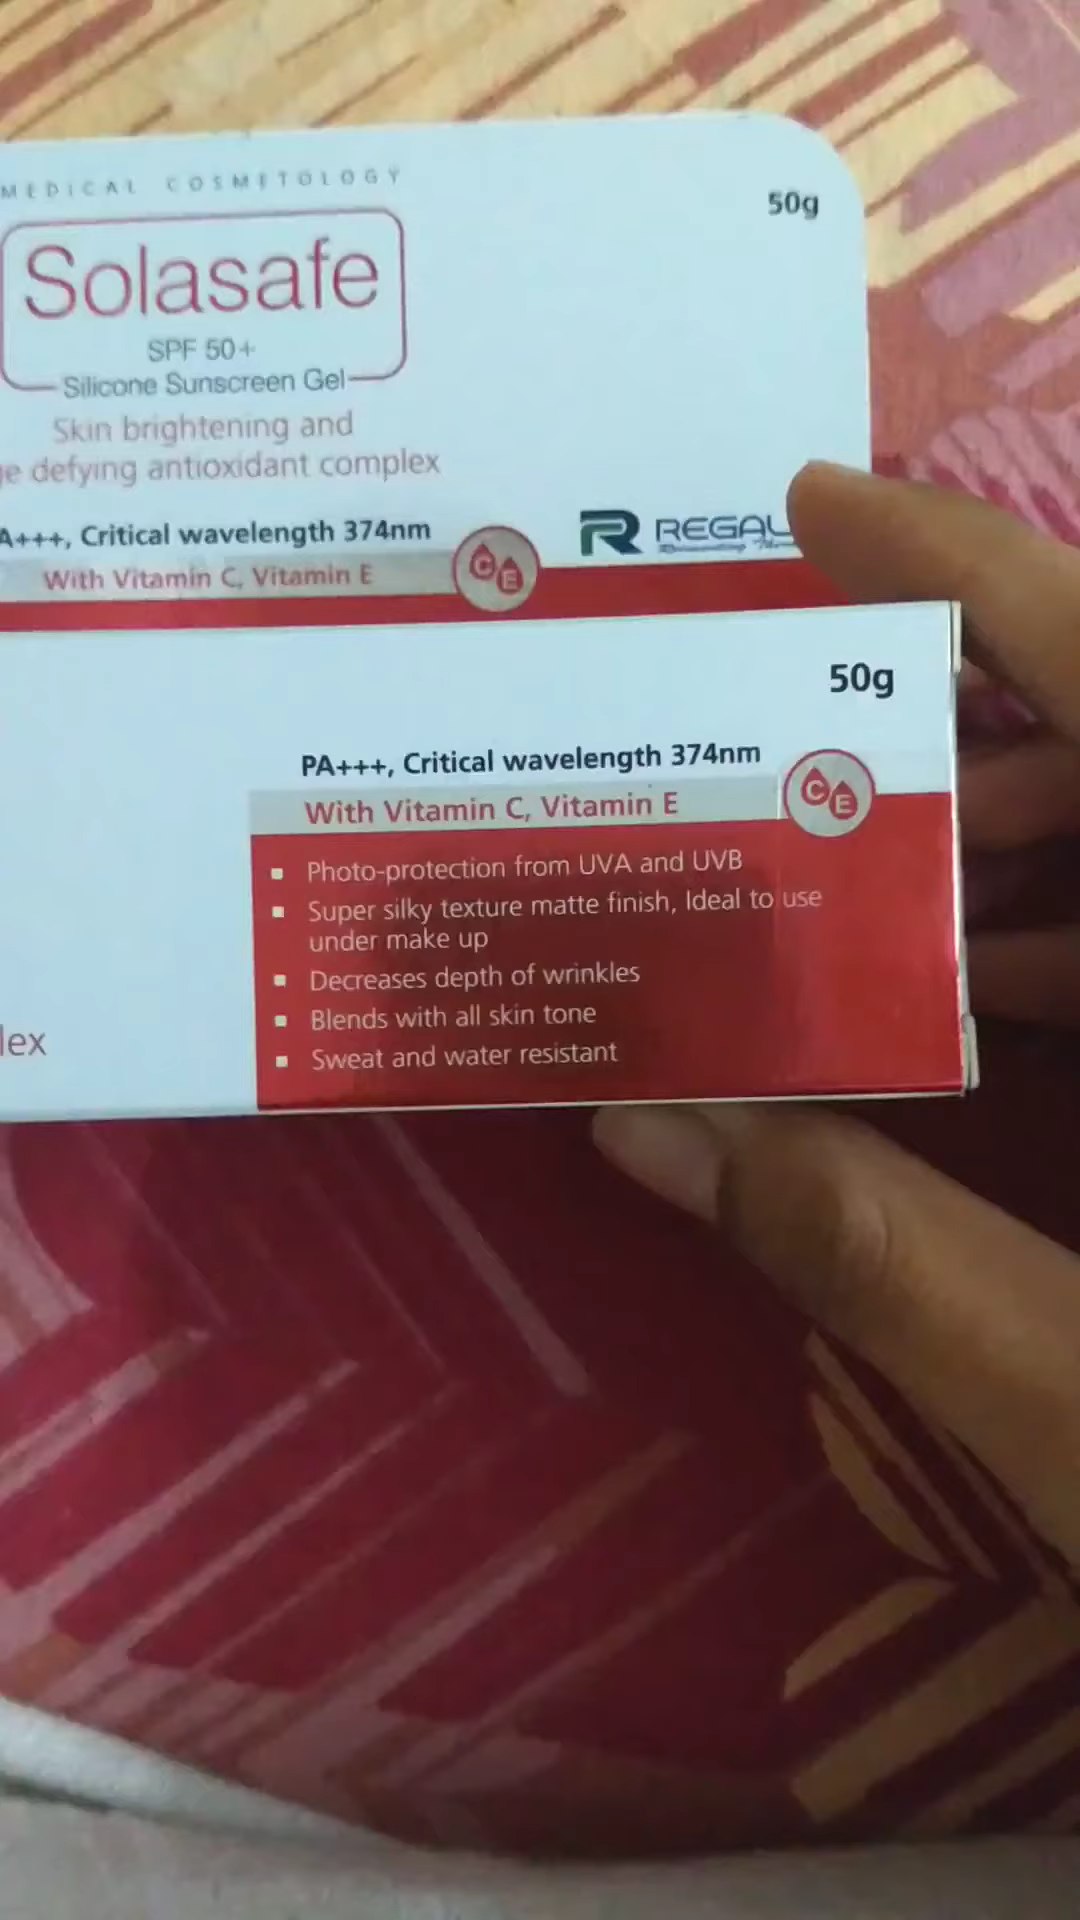 MEDICAL COSMETOLOGY
50g
Solasafe
SPF 50+
Silicone Sunscreen Gel
Skin brightening and
ge defying antioxidant complex
A+++, Critical wavelength 374nm
With Vitamin C, Vitamin E
C E
R REGAL
50g
PA+++, Critical wavelength 374nm
With Vitamin C, Vitamin E
C E
Photo-protection from UVA and UVB
Super silky texture matte finish, Ideal to use
under make up
Decreases depth of wrinkles
Blends with all skin tone
Sweat and water resistant
lex